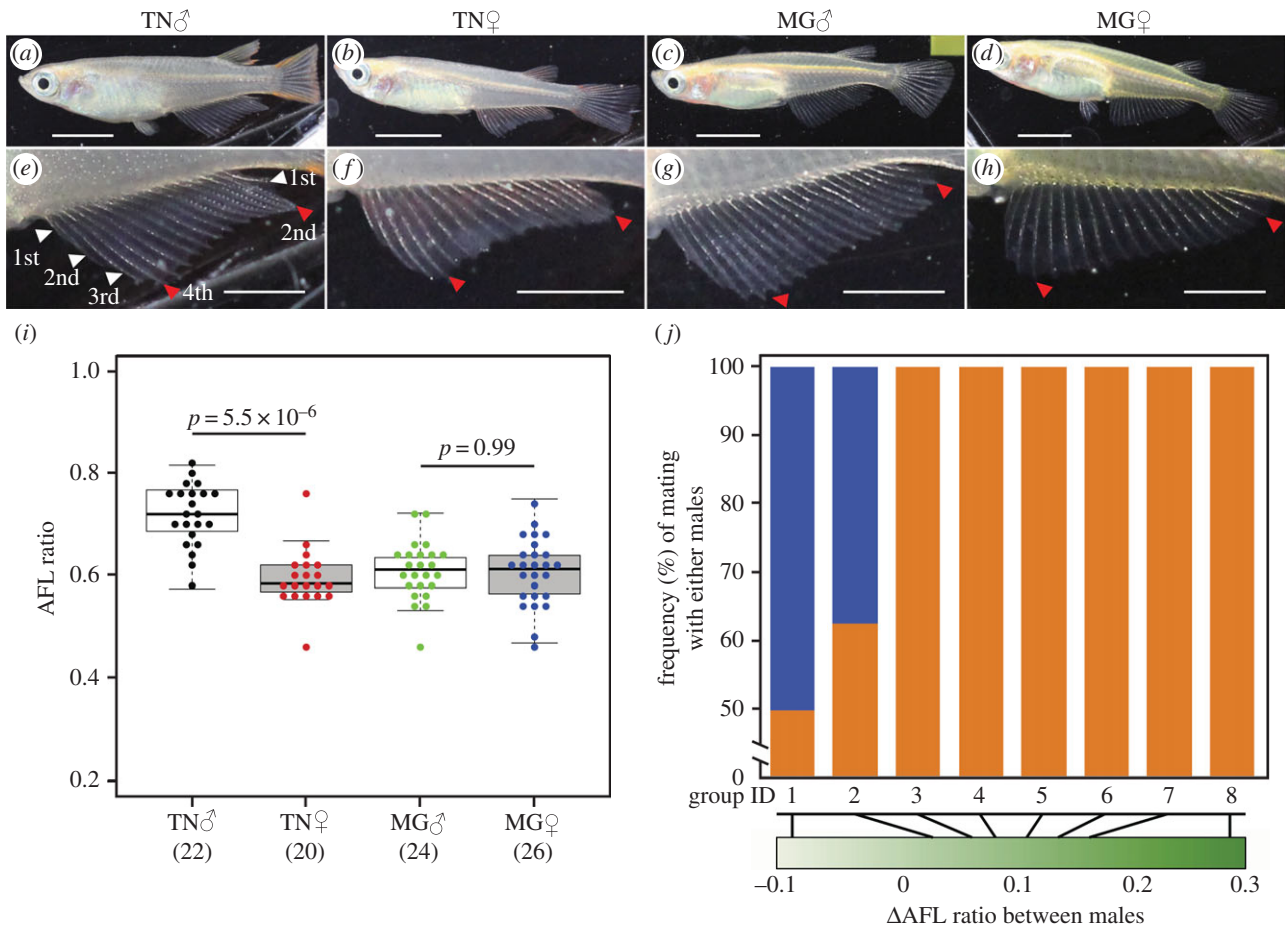 TN♂ TN♀ MG♂ MG♀
(a) (b) (c) (d)
(e) (f) (g) (h)
1st
2nd
1st
2nd
3rd
4th
(i) (j)
1.0
0.8
0.6
0.4
0.2
AFL ratio
p = 5.5 × 10⁻⁶
p = 0.99
TN♂ TN♀ MG♂ MG♀
(22) (20) (24) (26)
frequency (%) of mating
with either males
100
90
80
70
60
50
0
group ID 1 2 3 4 5 6 7 8
–0.1 0 0.1 0.2 0.3
ΔAFL ratio between males